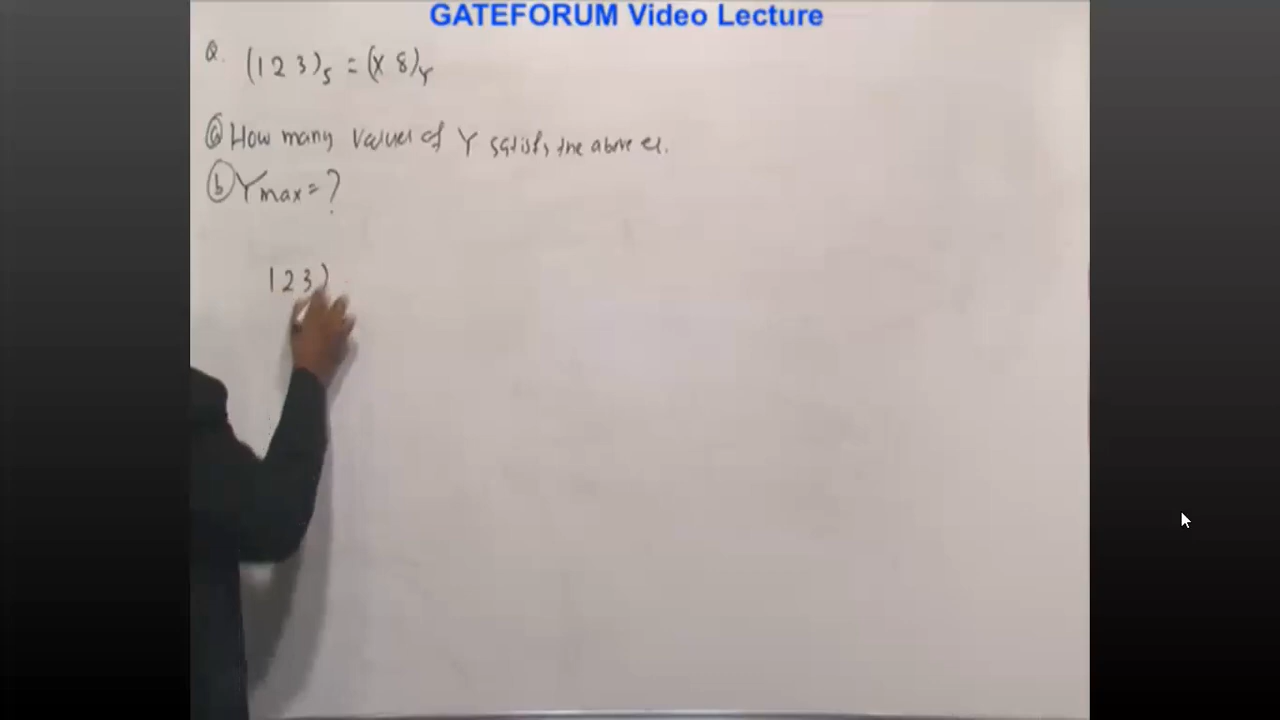 GATEFORUM Video Lecture
Q. (1 2 3)5 = (X 8)Y
(a) How many values of Y satisfy the above eq.
(b) Ymax = ?
1 2 3)